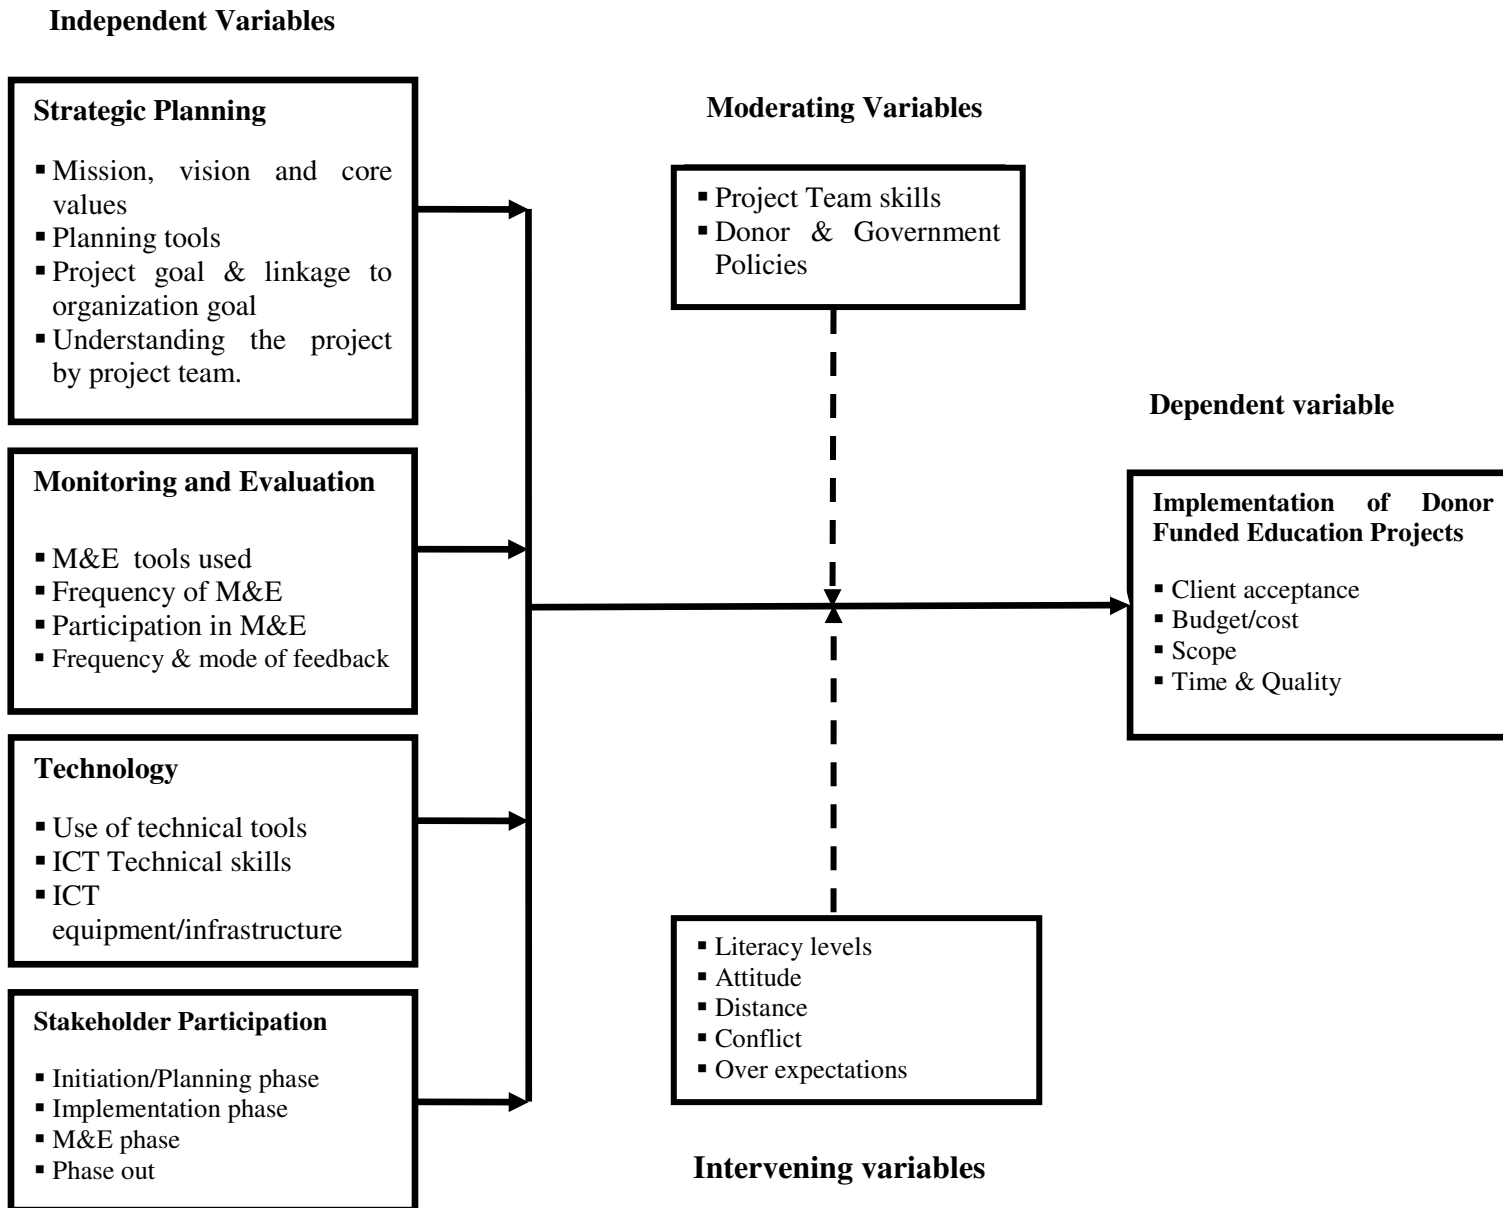 Independent Variables
Strategic Planning
▪ Mission, vision and core
values
▪ Planning tools
▪ Project goal & linkage to
organization goal
▪ Understanding the project
by project team.
Monitoring and Evaluation
▪ M&E tools used
▪ Frequency of M&E
▪ Participation in M&E
▪ Frequency & mode of feedback
Technology
▪ Use of technical tools
▪ ICT Technical skills
▪ ICT
equipment/infrastructure
Stakeholder Participation
▪ Initiation/Planning phase
▪ Implementation phase
▪ M&E phase
▪ Phase out
Moderating Variables
▪ Project Team skills
▪ Donor & Government
Policies
▪ Literacy levels
▪ Attitude
▪ Distance
▪ Conflict
▪ Over expectations
Intervening variables
Dependent variable
Implementation of Donor
Funded Education Projects
▪ Client acceptance
▪ Budget/cost
▪ Scope
▪ Time & Quality